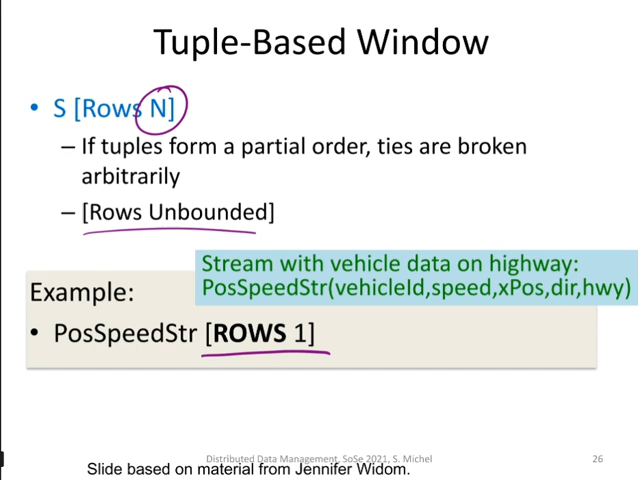 Tuple-Based Window
• S [Rows N]
– If tuples form a partial order, ties are broken
arbitrarily
– [Rows Unbounded]
Stream with vehicle data on highway:
PosSpeedStr(vehicleId,speed,xPos,dir,hwy)
Example:
• PosSpeedStr [ROWS 1]
Distributed Data Management, SoSe 2021, S. Michel
26
Slide based on material from Jennifer Widom.